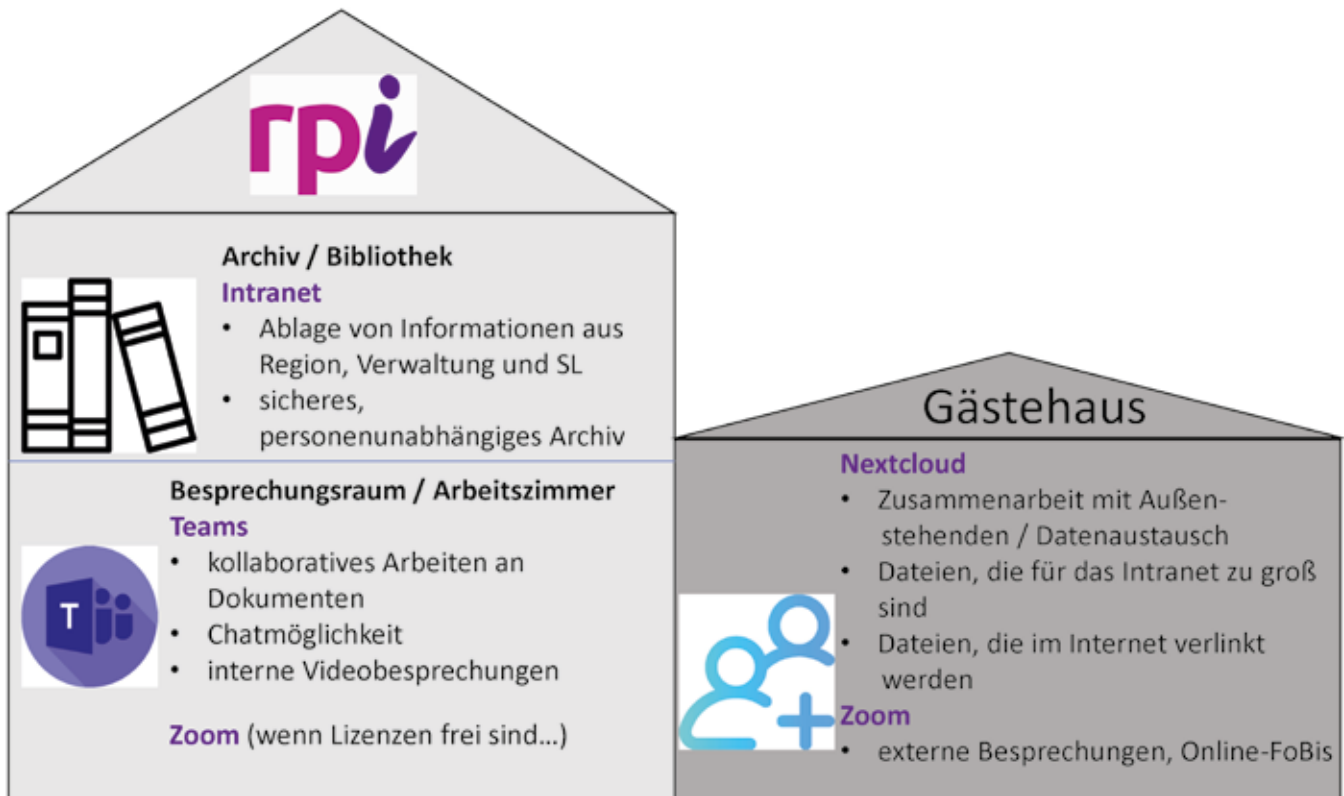 rpi
Archiv / Bibliothek
Intranet
• Ablage von Informationen aus
Region, Verwaltung und SL
• sicheres,
personenunabhängiges Archiv
Besprechungsraum / Arbeitszimmer
Teams
• kollaboratives Arbeiten an
Dokumenten
• Chatmöglichkeit
• interne Videobesprechungen
T
Zoom (wenn Lizenzen frei sind...)
Gästehaus
Nextcloud
• Zusammenarbeit mit Außen-
stehenden / Datenaustausch
• Dateien, die für das Intranet zu groß
sind
• Dateien, die im Internet verlinkt
werden
Zoom
• externe Besprechungen, Online-FoBis